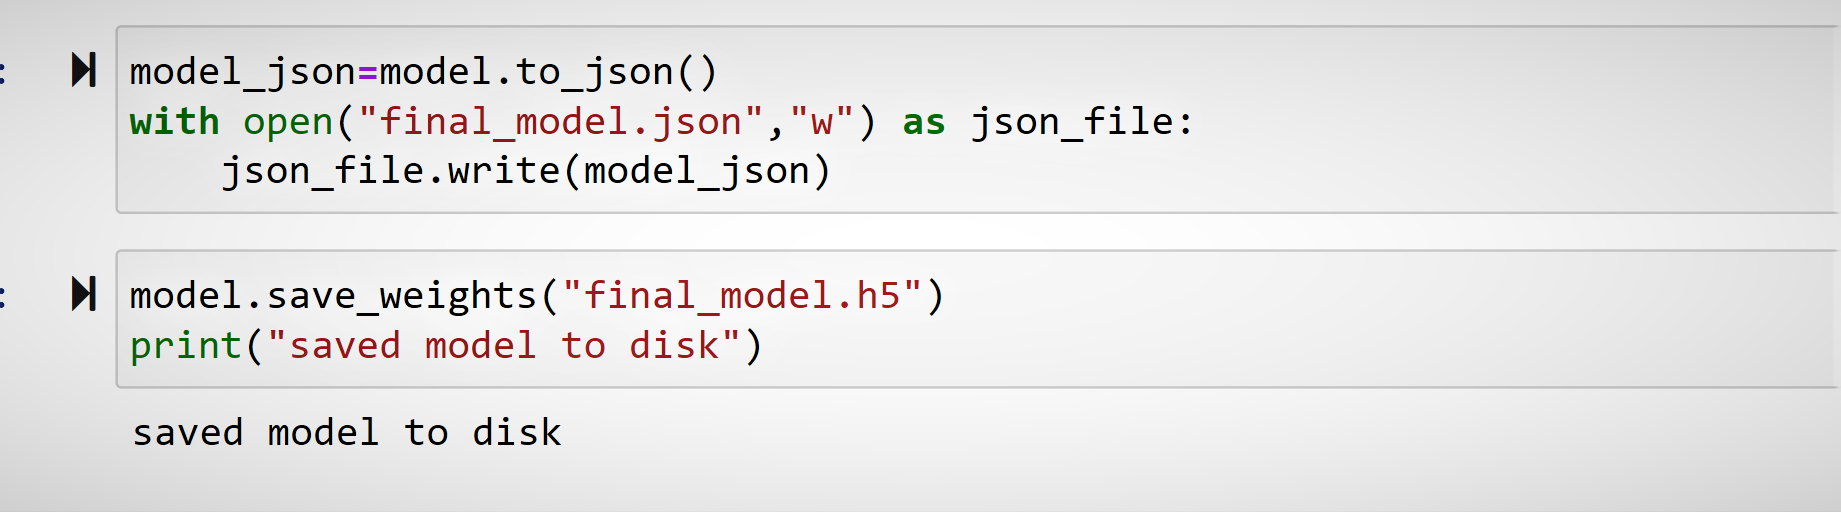 :
model_json=model.to_json()
with open("final_model.json","w") as json_file:
    json_file.write(model_json)
:
model.save_weights("final_model.h5")
print("saved model to disk")
saved model to disk